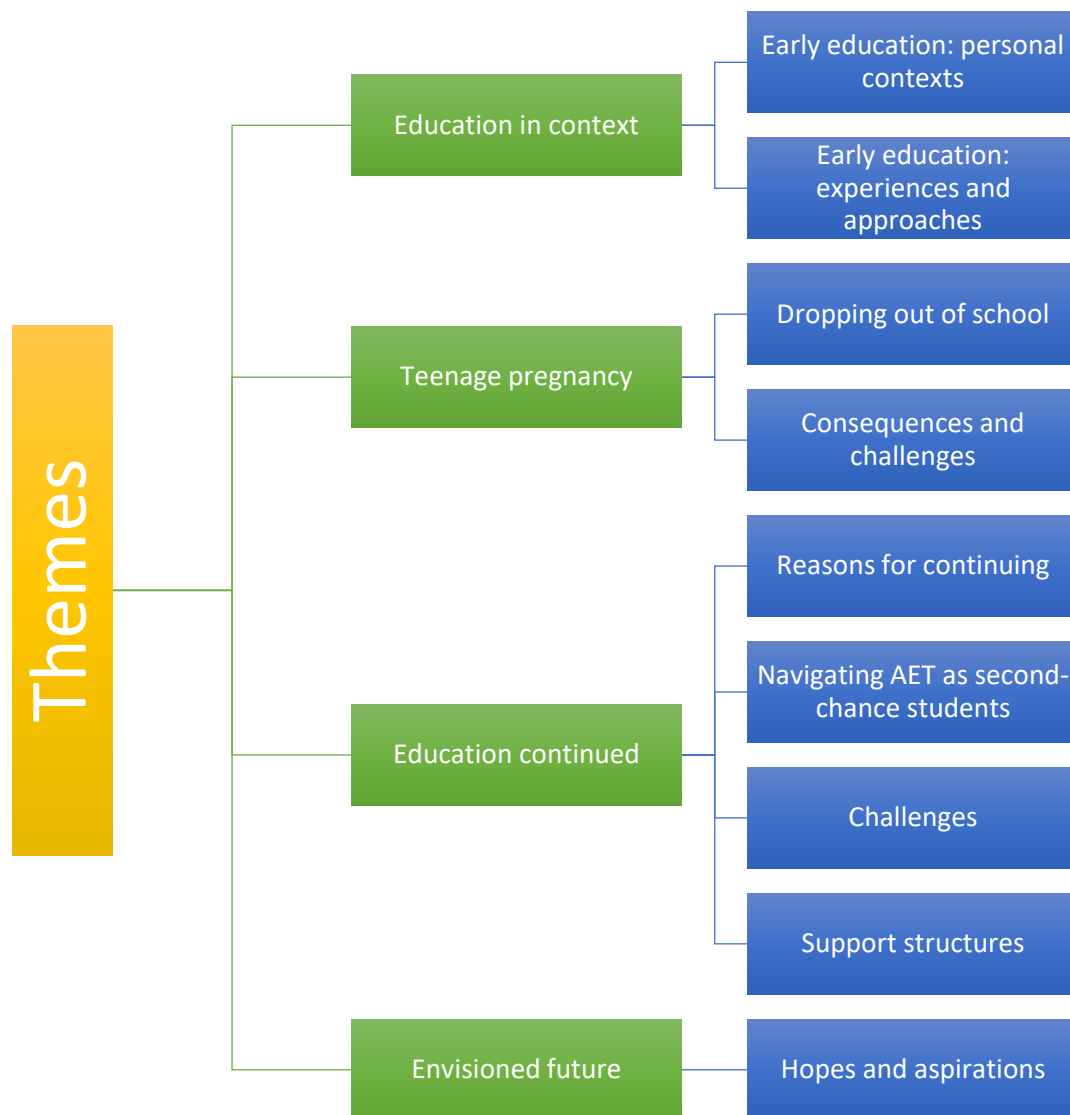 Themes
Education in context
Early education: personal
contexts
Early education:
experiences and
approaches
Teenage pregnancy
Dropping out of school
Consequences and
challenges
Education continued
Reasons for continuing
Navigating AET as second-
chance students
Challenges
Support structures
Envisioned future
Hopes and aspirations